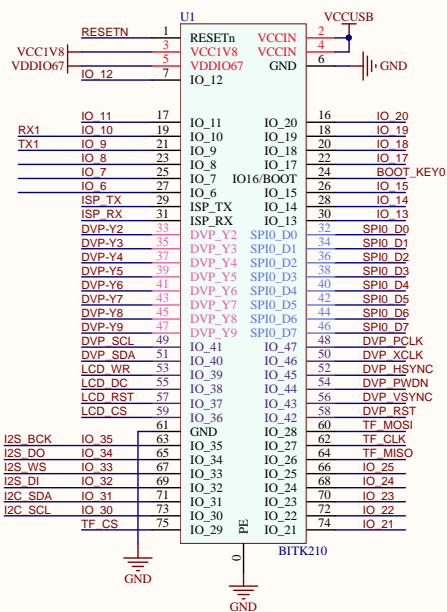 U1
VCCUSB
RESETN 1 RESETn VCCIN 2
VCC1V8 3 VCC1V8 VCCIN 4
VDDIO67 5 VDDIO67 GND 6 GND
IO_12 7 IO_12
IO_11 17 IO_11 IO_20 16 IO_20
RX1 IO_10 19 IO_10 IO_19 18 IO_19
TX1 IO_9 21 IO_9 IO_18 20 IO_18
IO_8 23 IO_8 IO_17 22 IO_17
IO_7 25 IO_7 IO16/BOOT 24 BOOT_KEY0
IO_6 27 IO_6 IO_15 26 IO_15
ISP_TX 29 ISP_TX IO_14 28 IO_14
ISP_RX 31 ISP_RX IO_13 30 IO_13
DVP-Y2 33 DVP_Y2 SPI0_D0 32 SPI0_D0
DVP-Y3 35 DVP_Y3 SPI0_D1 34 SPI0_D1
DVP-Y4 37 DVP_Y4 SPI0_D2 36 SPI0_D2
DVP-Y5 39 DVP_Y5 SPI0_D3 38 SPI0_D3
DVP-Y6 41 DVP_Y6 SPI0_D4 40 SPI0_D4
DVP-Y7 43 DVP_Y7 SPI0_D5 42 SPI0_D5
DVP-Y8 45 DVP_Y8 SPI0_D6 44 SPI0_D6
DVP-Y9 47 DVP_Y9 SPI0_D7 46 SPI0_D7
DVP_SCL 49 IO_41 IO_47 48 DVP_PCLK
DVP_SDA 51 IO_40 IO_46 50 DVP_XCLK
LCD_WR 53 IO_39 IO_45 52 DVP_HSYNC
LCD_DC 55 IO_38 IO_44 54 DVP_PWDN
LCD_RST 57 IO_37 IO_43 56 DVP_VSYNC
LCD_CS 59 IO_36 IO_42 58 DVP_RST
61 GND IO_28 60 TF_MOSI
I2S_BCK IO_35 63 IO_35 IO_27 62 TF_CLK
I2S_DO IO_34 65 IO_34 IO_26 64 TF_MISO
I2S_WS IO_33 67 IO_33 IO_25 66 IO_25
I2S_DI IO_32 69 IO_32 IO_24 68 IO_24
I2C_SDA IO_31 71 IO_31 IO_23 70 IO_23
I2C_SCL IO_30 73 IO_30 IO_22 72 IO_22
TF_CS 75 IO_29 IO_21 74 IO_21
PE
0
BITK210
GND
GND